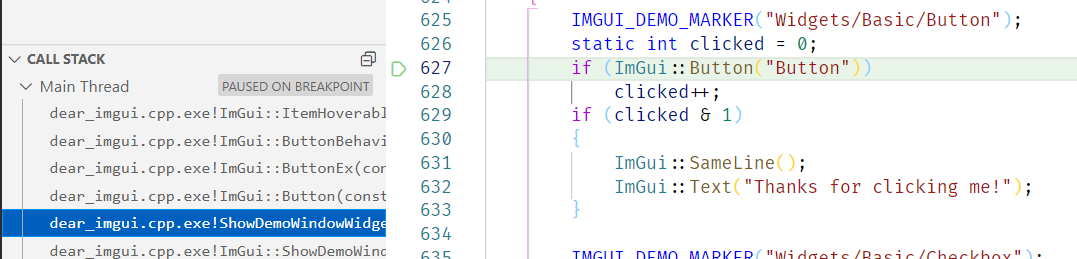 CALL STACK
Main Thread PAUSED ON BREAKPOINT
dear_imgui.cpp.exe!ImGui::ItemHoverabl
dear_imgui.cpp.exe!ImGui::ButtonBehavi
dear_imgui.cpp.exe!ImGui::ButtonEx(con
dear_imgui.cpp.exe!ImGui::Button(const
dear_imgui.cpp.exe!ShowDemoWindowWidge
dear_imgui.cpp.exe!ImGui::ShowDemoWind
624 {
625 IMGUI_DEMO_MARKER("Widgets/Basic/Button");
626 static int clicked = 0;
627 if (ImGui::Button("Button"))
628 clicked++;
629 if (clicked & 1)
630 {
631 ImGui::SameLine();
632 ImGui::Text("Thanks for clicking me!");
633 }
634
635 IMGUI_DEMO_MARKER("Widgets/Basic/Checkbox");